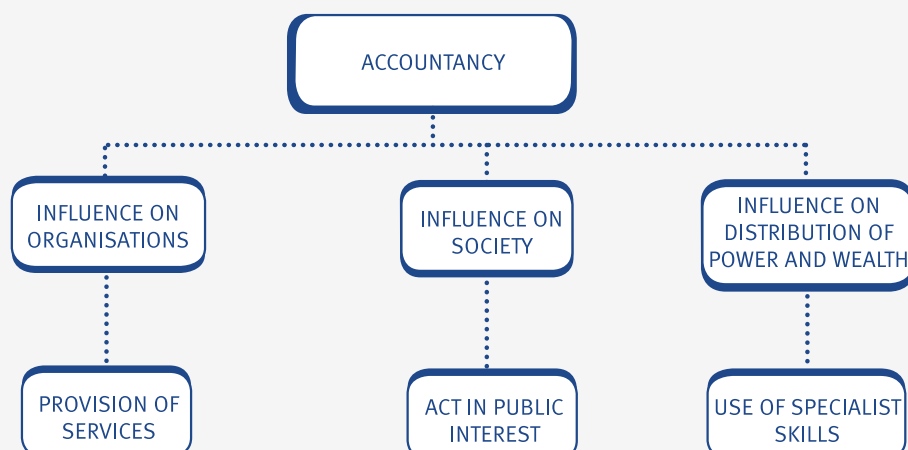 ACCOUNTANCY
INFLUENCE ON
ORGANISATIONS
INFLUENCE ON
SOCIETY
INFLUENCE ON
DISTRIBUTION OF
POWER AND WEALTH
PROVISION OF
SERVICES
ACT IN PUBLIC
INTEREST
USE OF SPECIALIST
SKILLS